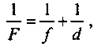 1/F = 1/f + 1/d ,